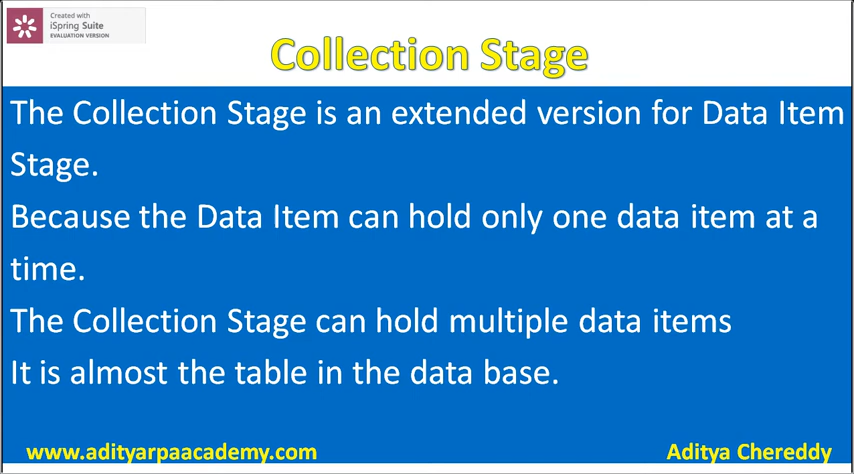 Created with
iSpring Suite
EVALUATION VERSION
Collection Stage
The Collection Stage is an extended version for Data Item
Stage.
Because the Data Item can hold only one data item at a
time.
The Collection Stage can hold multiple data items
It is almost the table in the data base.
www.adityarpaacademy.com
Aditya Chereddy